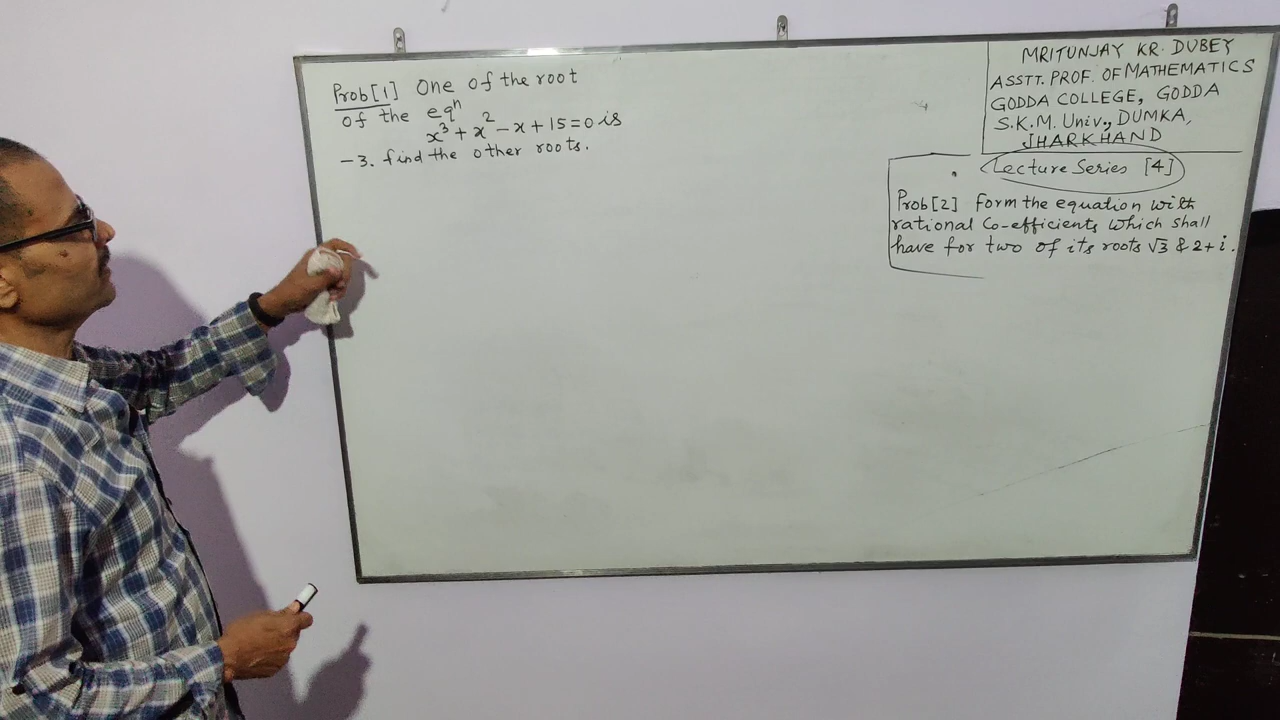 Prob[1] One of the root
of the eqⁿ
x³ + x² − x + 15 = 0 is
−3. find the other roots.
MRITUNJAY KR. DUBEY
ASSTT. PROF. OF MATHEMATICS
GODDA COLLEGE, GODDA
S.K.M. Univ., DUMKA,
JHARKHAND
Lecture Series [4]
Prob[2] Form the equation with
rational Co-efficients which shall
have for two of its roots √3 & 2+i.